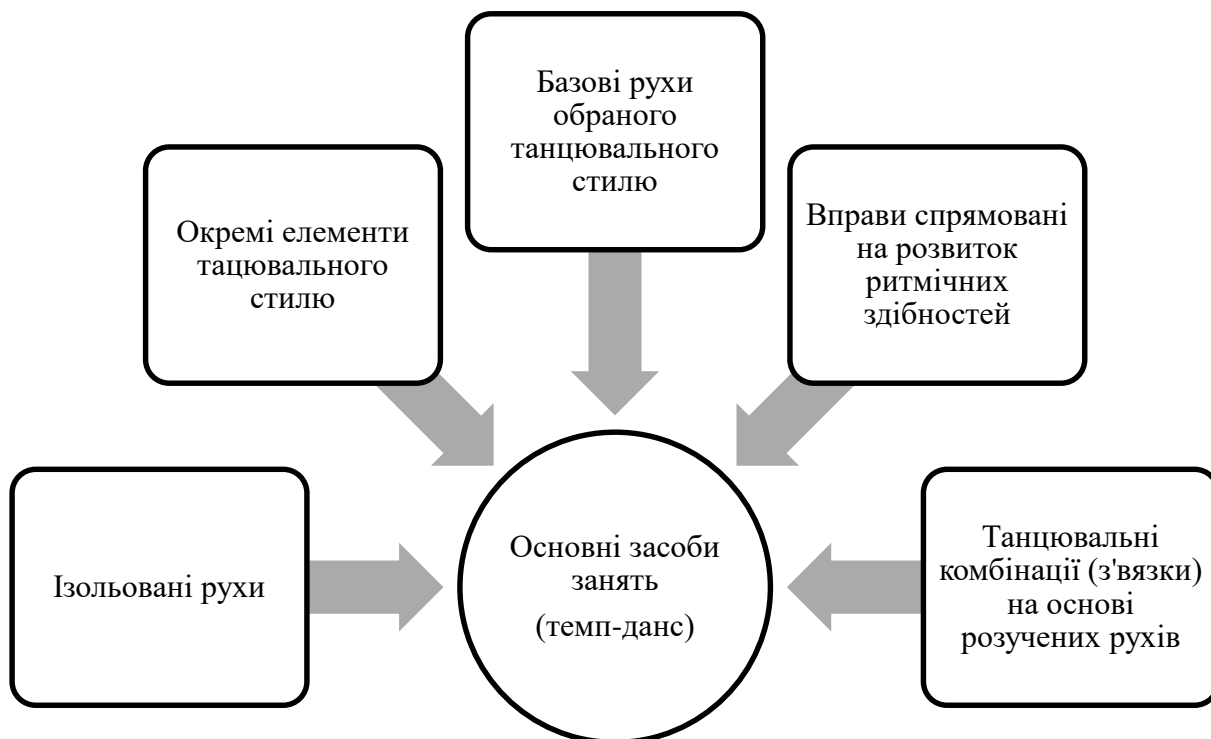 Базові рухи
обраного
танцювального
стилю
Окремі елементи
тацювального
стилю
Вправи спрямовані
на розвиток
ритмічних
здібностей
Ізольовані рухи
Основні засоби
занять
(темп-данс)
Танцювальні
комбінації (з'вязки)
на основі
розучених рухів